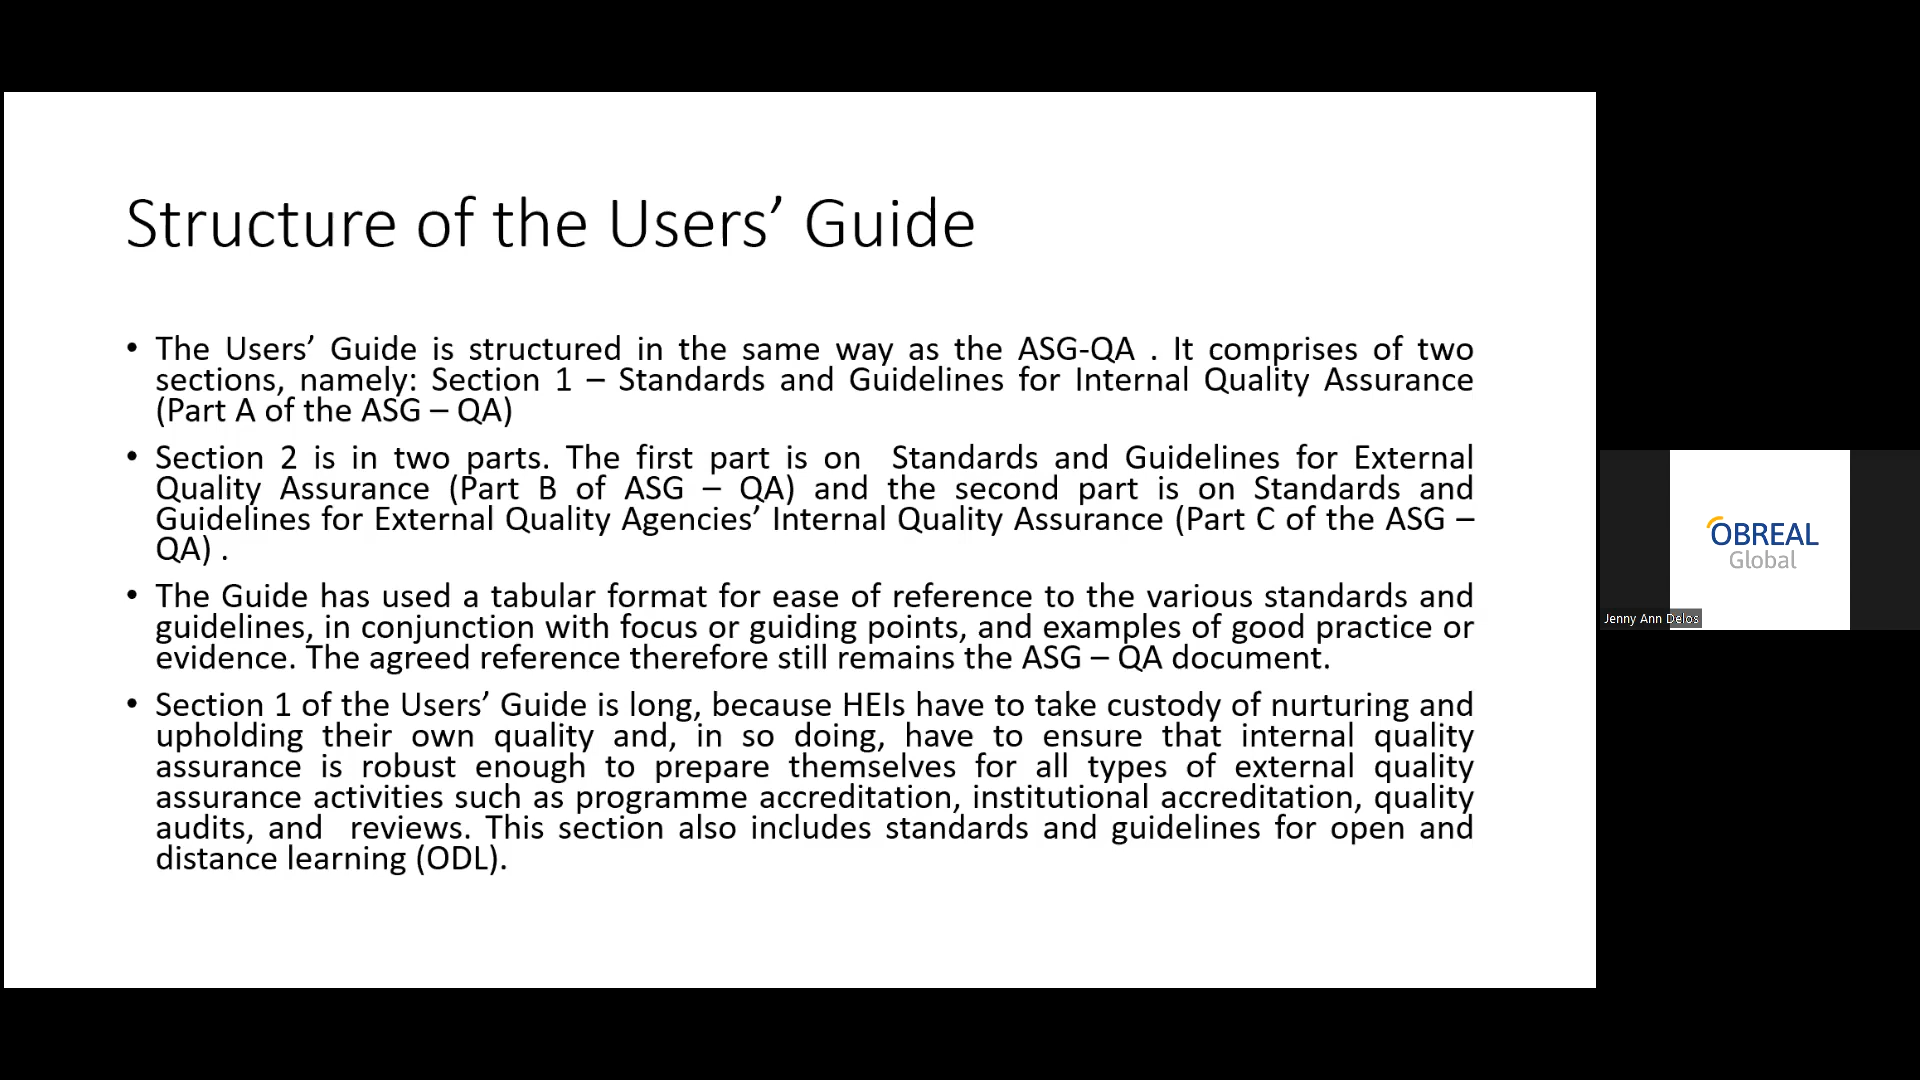 Structure of the Users’ Guide
• The Users’ Guide is structured in the same way as the ASG-QA . It comprises of two
sections, namely: Section 1 – Standards and Guidelines for Internal Quality Assurance
(Part A of the ASG – QA)
• Section 2 is in two parts. The first part is on  Standards and Guidelines for External
Quality Assurance (Part B of ASG – QA) and the second part is on Standards and
Guidelines for External Quality Agencies’ Internal Quality Assurance (Part C of the ASG –
QA) .
• The Guide has used a tabular format for ease of reference to the various standards and
guidelines, in conjunction with focus or guiding points, and examples of good practice or
evidence. The agreed reference therefore still remains the ASG – QA document.
• Section 1 of the Users’ Guide is long, because HEIs have to take custody of nurturing and
upholding their own quality and, in so doing, have to ensure that internal quality
assurance is robust enough to prepare themselves for all types of external quality
assurance activities such as programme accreditation, institutional accreditation, quality
audits, and  reviews. This section also includes standards and guidelines for open and
distance learning (ODL).
OBREAL
Global
Jenny Ann Delos